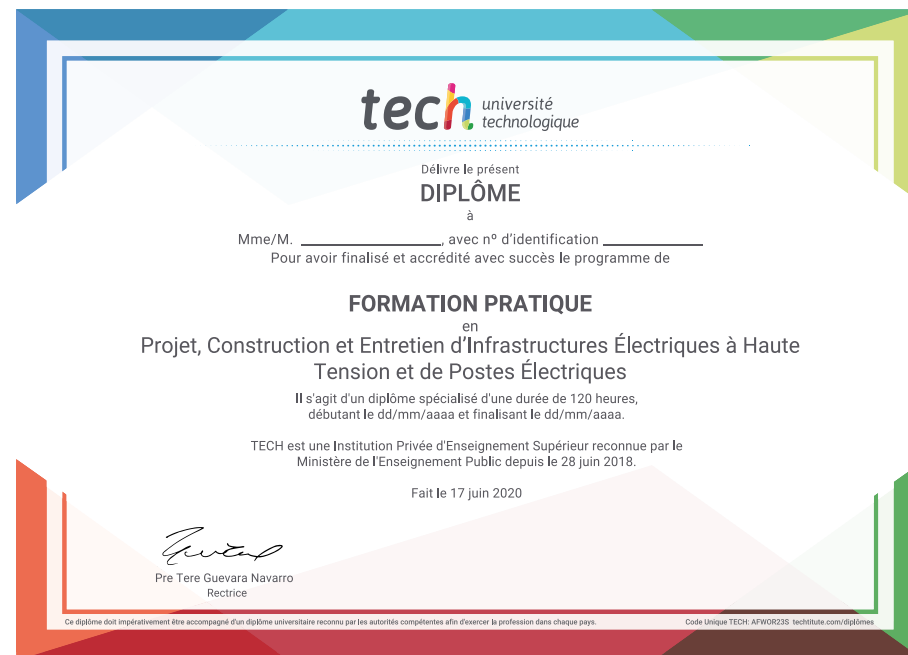 tech université
technologique
Délivre le présent
DIPLÔME
à
Mme/M. ____________________, avec nº d'identification ______________
Pour avoir finalisé et accrédité avec succès le programme de
FORMATION PRATIQUE
en
Projet, Construction et Entretien d'Infrastructures Électriques à Haute
Tension et de Postes Électriques
Il s'agit d'un diplôme spécialisé d'une durée de 120 heures,
débutant le dd/mm/aaaa et finalisant le dd/mm/aaaa.
TECH est une Institution Privée d'Enseignement Supérieur reconnue par le
Ministère de l'Enseignement Public depuis le 28 juin 2018.
Fait le 17 juin 2020
Pre Tere Guevara Navarro
Rectrice
Ce diplôme doit impérativement être accompagné d'un diplôme universitaire reconnu par les autorités compétentes afin d'exercer la profession dans chaque pays.
Code Unique TECH: AFWOR23S techtitute.com/diplômes